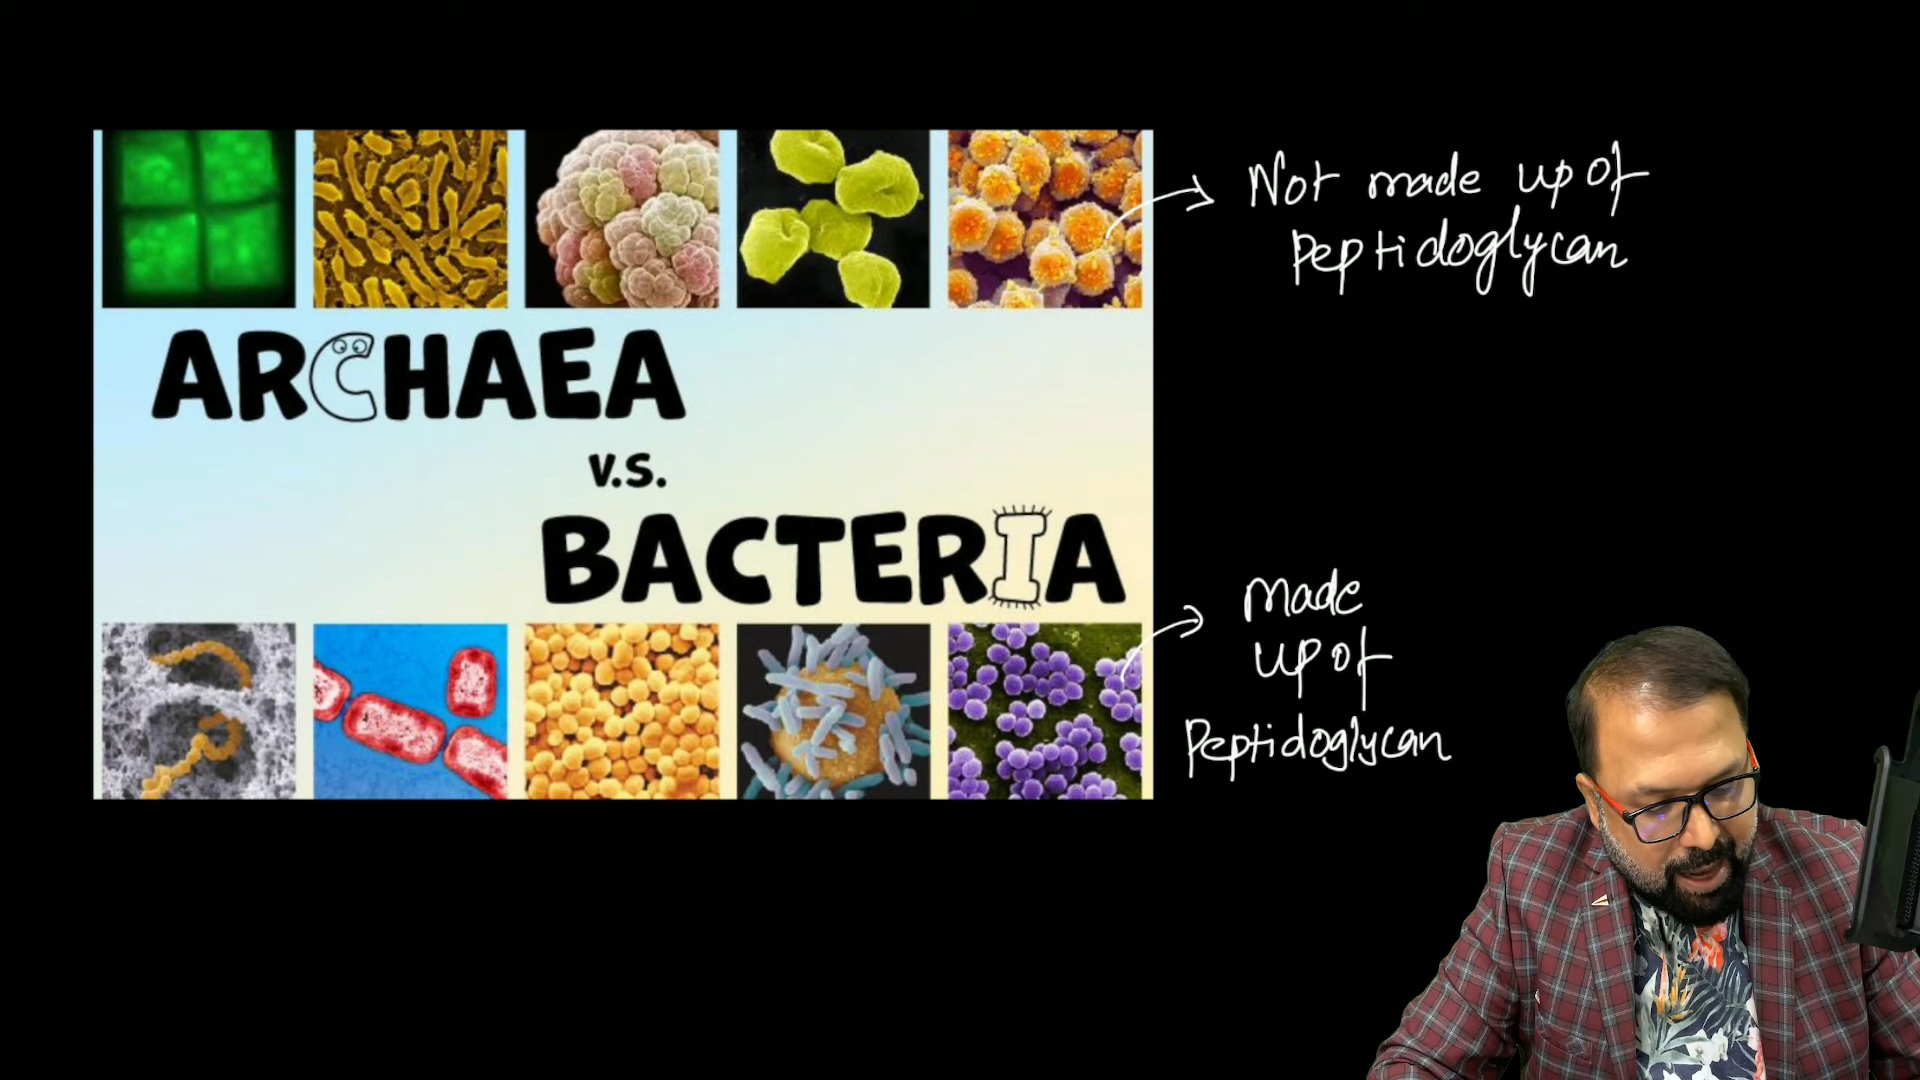 Not made up of
Peptidoglycan
ARCHAEA
v.s.
BACTERIA
Made
up of
Peptidoglycan